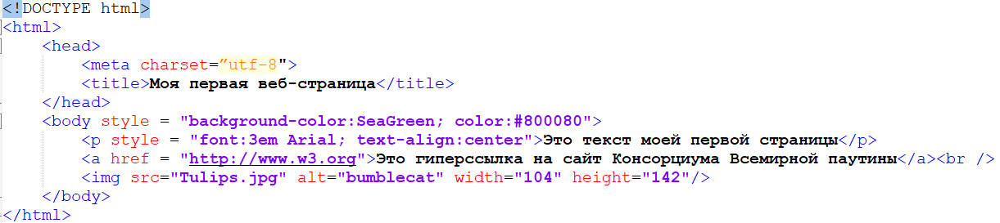 <!DOCTYPE html>
<html>
<head>
<meta charset=”utf-8">
<title>Моя первая веб-страница</title>
</head>
<body style = "background-color:SeaGreen; color:#800080">
<p style = "font:3em Arial; text-align:center">Это текст моей первой страницы</p>
<a href = "http://www.w3.org">Это гиперссылка на сайт Консорциума Всемирной паутины</a><br />
<img src="Tulips.jpg" alt="bumblecat" width="104" height="142"/>
</body>
</html>